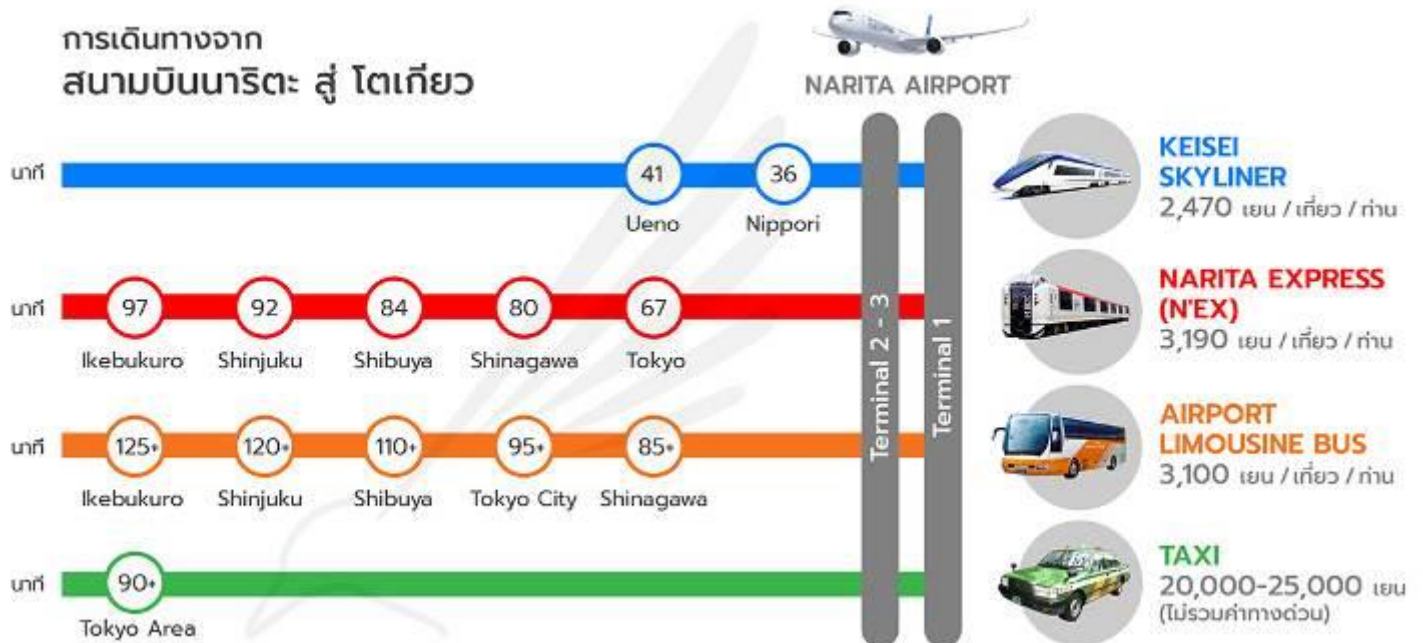 การเดินทางจาก
สนามบินนาริตะ สู่ โตเกียว
NARITA AIRPORT
Terminal 2 - 3
Terminal 1
นาที
41
36
Ueno
Nippori
KEISEI
SKYLINER
2,470 เยน / เที่ยว / ท่าน
นาที
97
92
84
80
67
Ikebukuro
Shinjuku
Shibuya
Shinagawa
Tokyo
NARITA EXPRESS
(N'EX)
3,190 เยน / เที่ยว / ท่าน
นาที
125+
120+
110+
95+
85+
Ikebukuro
Shinjuku
Shibuya
Tokyo City
Shinagawa
AIRPORT
LIMOUSINE BUS
3,100 เยน / เที่ยว / ท่าน
นาที
90+
Tokyo Area
TAXI
20,000-25,000 เยน
(ไม่รวมค่าทางด่วน)